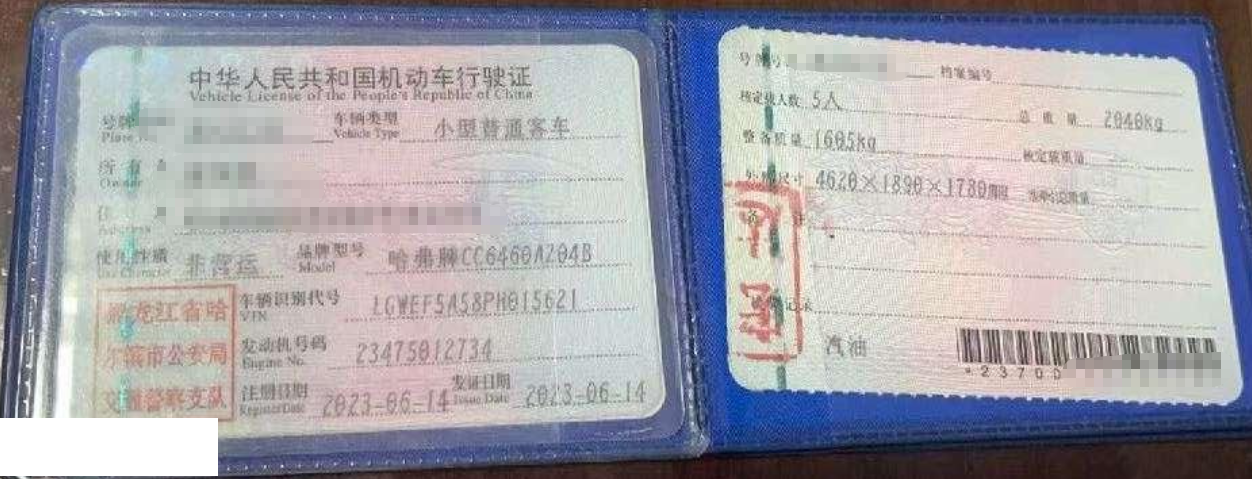 中华人民共和国机动车行驶证
Vehicle License of the People's Republic of China
号牌 车辆类型 小型普通客车
Plate No. Vehicle Type
所有人
Owner
住
Address
使用性质 非营运 品牌型号 哈弗牌CC6460AZ04B
Use Character Model
黑龙江省哈
尔滨市公安局
交通警察支队
车辆识别代号 LGWEF5A58PH015621
VIN
发动机号码 23475012734
Engine No.
注册日期 2023-06-14 发证日期 2023-06-14
Register Date Issue Date
号牌号 档案编号
核定载人数 5人 总质量 2040kg
整备质量 1605kg 核定载质量
外廓尺寸 4620×1890×1780mm 准牵引总质量
记录
汽油
*2370D